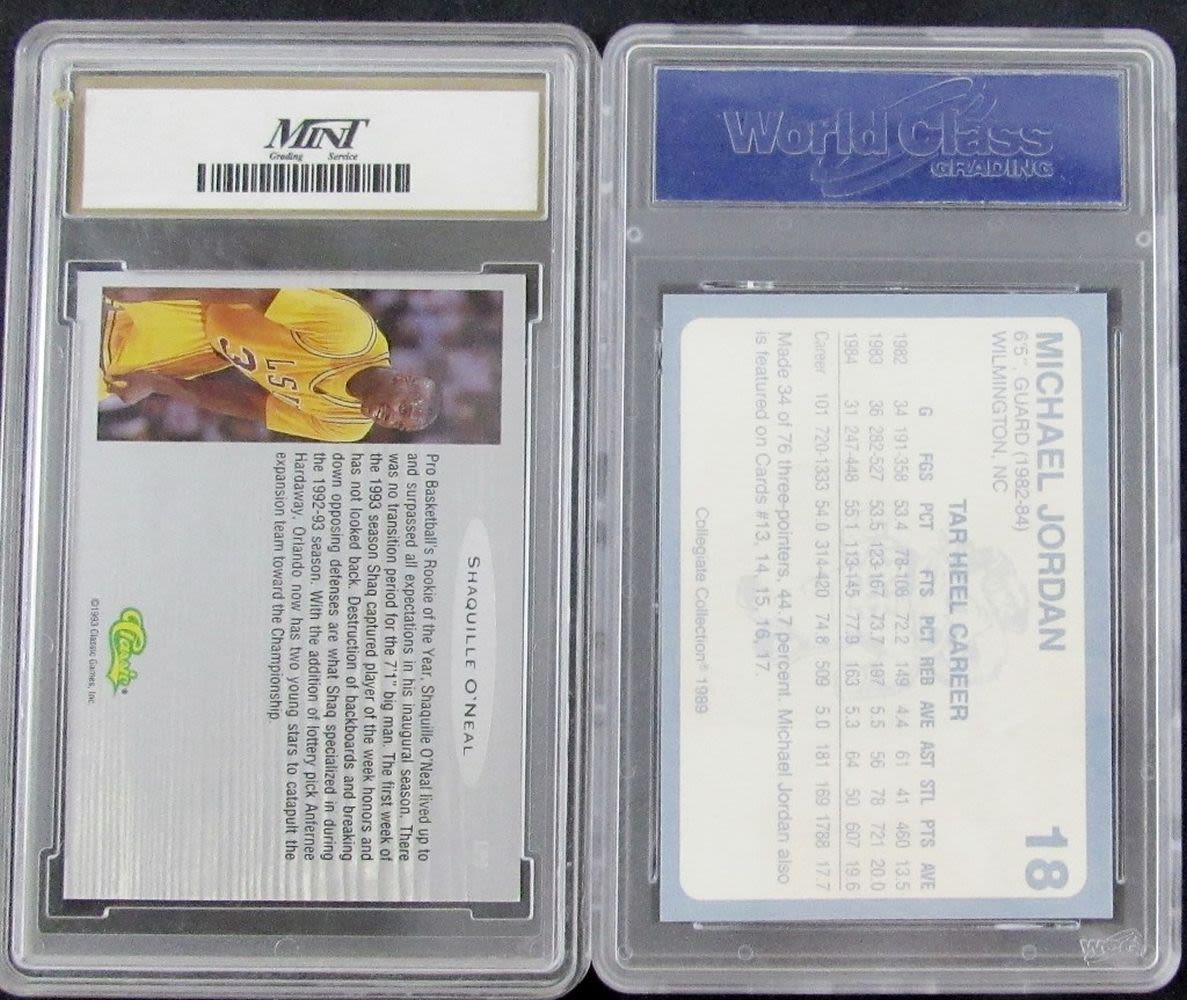 MINT
Grading Service
SHAQUILLE O'NEAL
Pro Basketball's Rookie of the Year, Shaquille O'Neal lived up to
and surpassed all expectations in his inaugural season. There
was no transition period for the 7'1" big man. The first week of
the 1993 season Shaq captured player of the week honors and
has not looked back. Destruction of backboards and breaking
down opposing defenses are what Shaq specialized in during
the 1992-93 season. With the addition of lottery pick Anfernee
Hardaway, Orlando now has two young stars to catapult the
expansion team toward the Championship.
Classic®
©1993 Classic Games, Inc.
LSU
3
World Class
GRADING
MICHAEL JORDAN 18
6'5", GUARD (1982-84)
WILMINGTON, NC
TAR HEEL CAREER
G FGS PCT FTS PCT REB AVE AST STL PTS AVE
1982 34 191-358 53.4 78-108 72.2 149 4.4 61 41 460 13.5
1983 36 282-527 53.5 123-167 73.7 197 5.5 56 78 721 20.0
1984 31 247-448 55.1 113-145 77.9 163 5.3 64 50 607 19.6
Career 101 720-1333 54.0 314-420 74.8 509 5.0 181 169 1788 17.7
Made 34 of 76 three-pointers, 44.7 percent. Michael Jordan also
is featured on Cards #13, 14, 15, 16, 17.
Collegiate Collection® 1989
WCG